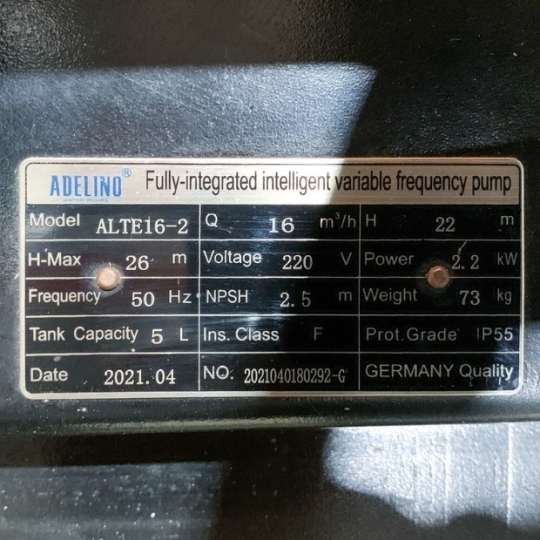 ADELINO® Fully-integrated intelligent variable frequency pump
WATER PUMPS
Model ALTE16-2 Q 16 m³/h H 22 m
H-Max 26 m Voltage 220 V Power 2.2 kW
Frequency 50 Hz NPSH 2.5 m Weight 73 kg
Tank Capacity 5 L Ins. Class F Prot.Grade IP55
Date 2021.04 NO. 2021040180292-G GERMANY Quality